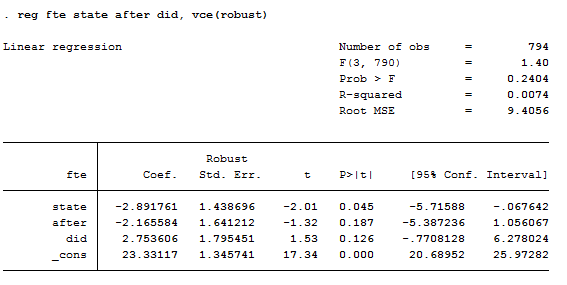 . reg fte state after did, vce(robust)
Linear regression Number of obs = 794
F(3, 790) = 1.40
Prob > F = 0.2404
R-squared = 0.0074
Root MSE = 9.4056
Robust
fte Coef. Std. Err. t P>|t| [95% Conf. Interval]
state -2.891761 1.438696 -2.01 0.045 -5.71588 -.067642
after -2.165584 1.641212 -1.32 0.187 -5.387236 1.056067
did 2.753606 1.795451 1.53 0.126 -.7708128 6.278024
_cons 23.33117 1.345741 17.34 0.000 20.68952 25.97282